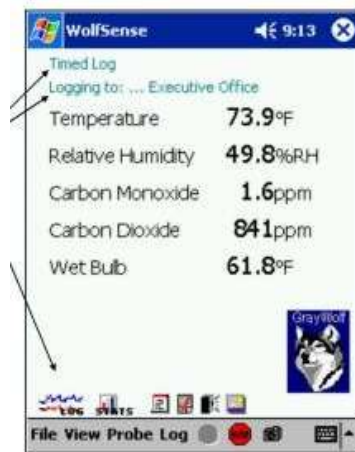 WolfSense 9:13
Timed Log
Logging to: ... Executive Office
Temperature 73.9°F
Relative Humidity 49.8%RH
Carbon Monoxide 1.6ppm
Carbon Dioxide 841ppm
Wet Bulb 61.8°F
GrayWolf
LOG STATS
File View Probe Log